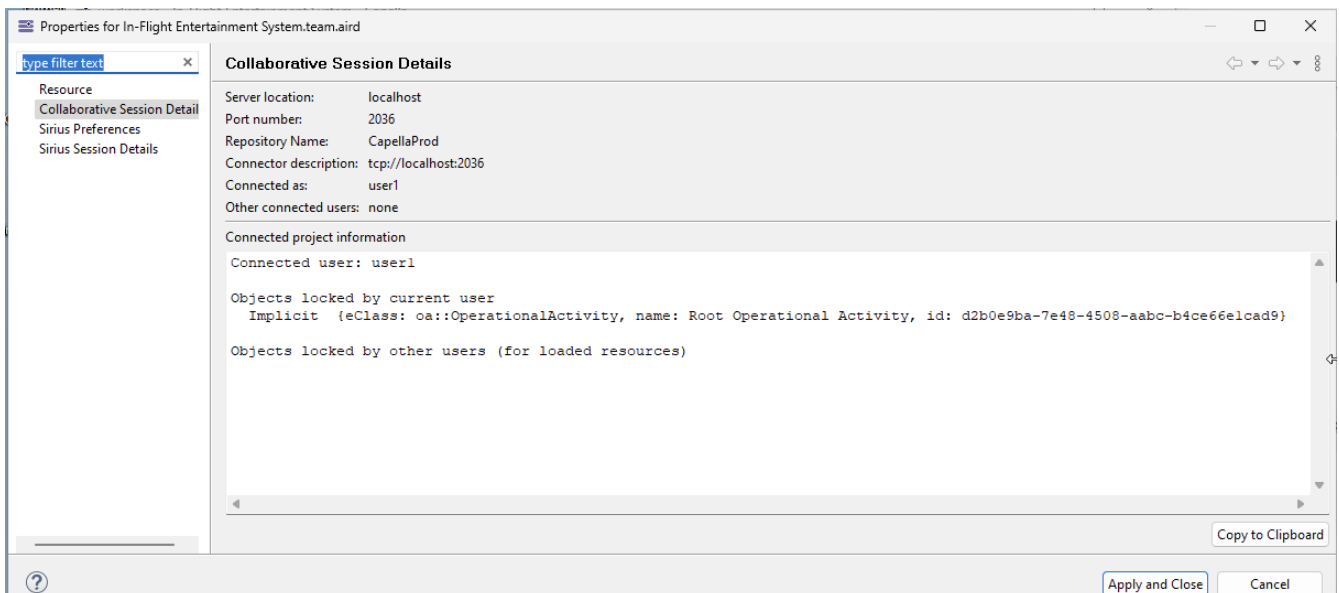 Properties for In-Flight Entertainment System.team.aird
type filter text
Resource
Collaborative Session Detail
Sirius Preferences
Sirius Session Details
Collaborative Session Details
Server location: localhost
Port number: 2036
Repository Name: CapellaProd
Connector description: tcp://localhost:2036
Connected as: user1
Other connected users: none
Connected project information
Connected user: user1
Objects locked by current user
Implicit {eClass: oa::OperationalActivity, name: Root Operational Activity, id: d2b0e9ba-7e48-4508-aabc-b4ce66e1cad9}
Objects locked by other users (for loaded resources)
Copy to Clipboard
Apply and Close
Cancel